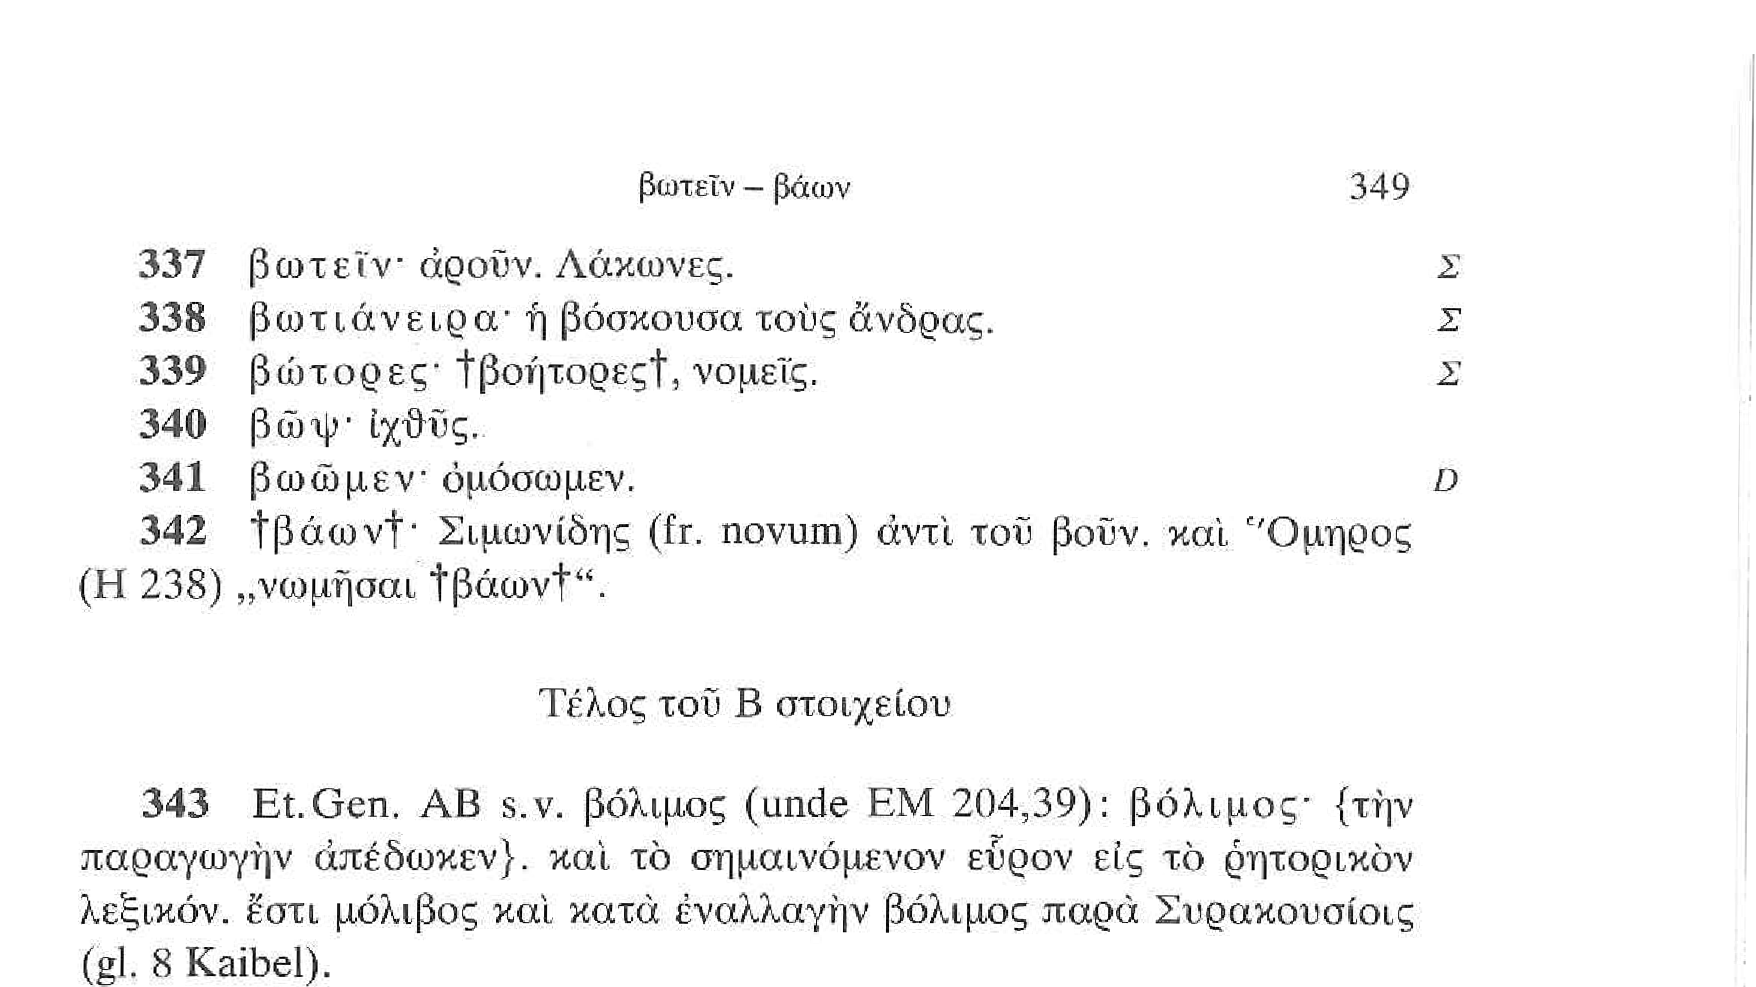 βωτεῖν – βάων 349
337 βωτεῖν· ἀροῦν. Λάκωνες. Σ
338 βωτιάνειρα· ἡ βόσκουσα τοὺς ἄνδρας. Σ
339 βώτορες· †βοήτορες†, νομεῖς. Σ
340 βῶψ· ἰχθῦς.
341 βωῶμεν· ὀμόσωμεν. D
342 †βάων†· Σιμωνίδης (fr. novum) ἀντὶ τοῦ βοῦν. καὶ Ὅμηρος
(H 238) „νωμῆσαι †βάων†“.
Τέλος τοῦ Β στοιχείου
343 Et. Gen. AB s. v. βόλιμος (unde EM 204,39): βόλιμος· {τὴν
παραγωγὴν ἀπέδωκεν}. καὶ τὸ σημαινόμενον εὗρον εἰς τὸ ῥητορικὸν
λεξικόν. ἔστι μόλιβος καὶ κατὰ ἐναλλαγὴν βόλιμος παρὰ Συρακουσίοις
(gl. 8 Kaibel).